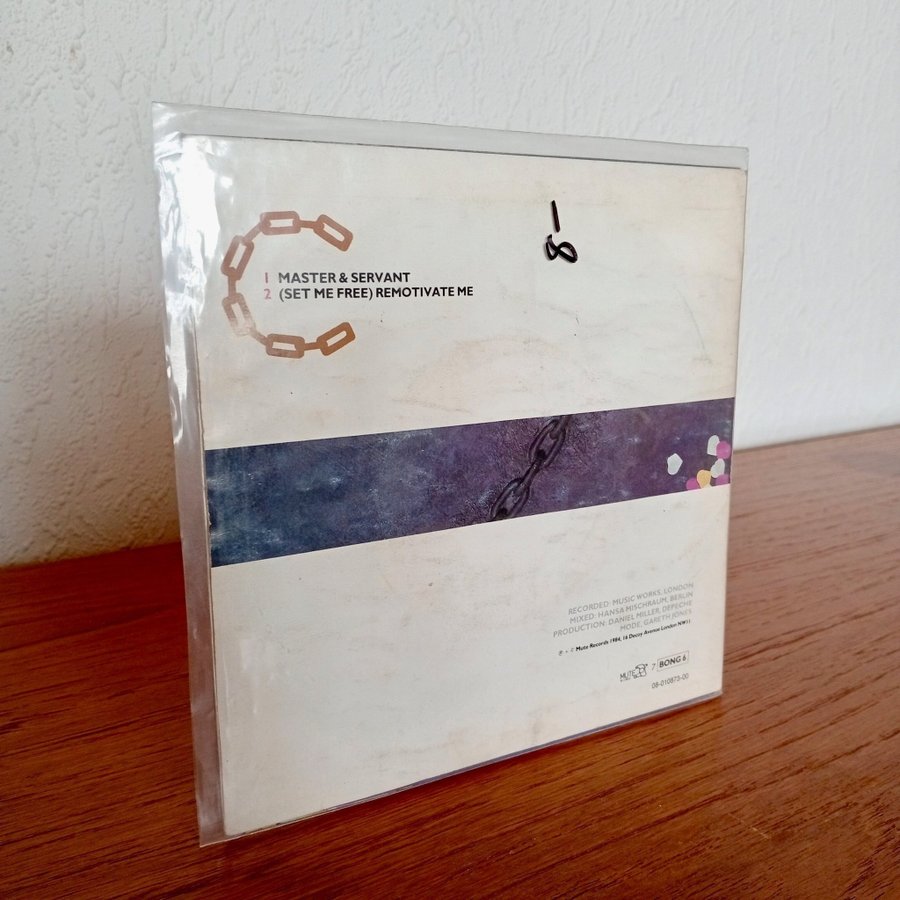 18
1 MASTER & SERVANT
2 (SET ME FREE) REMOTIVATE ME
RECORDED: MUSIC WORKS, LONDON
MIXED: HANSA MISCHRAUM, BERLIN
PRODUCTION: DANIEL MILLER, DEPECHE
MODE, GARETH JONES
℗ + © Mute Records 1984, 16 Decoy Avenue London NW11
MUTE 7 BONG 6
08-010873-00